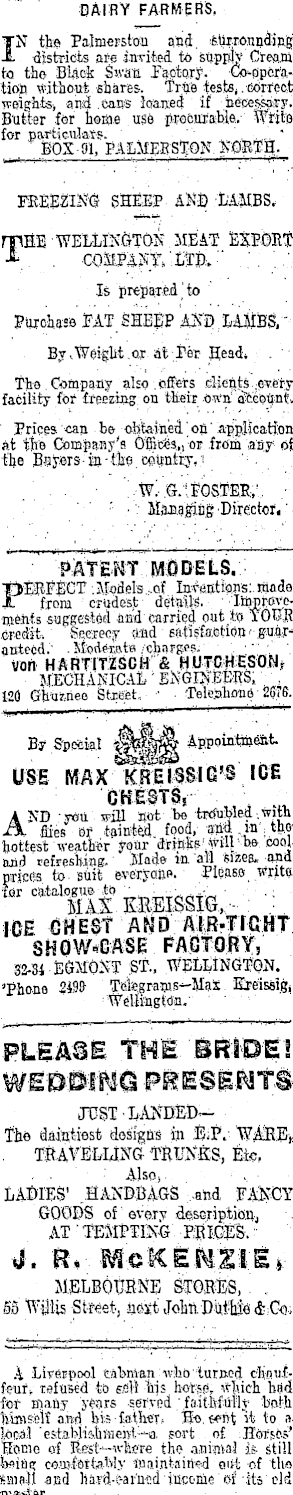 DAIRY FARMERS.
IN the Palmerston and surrounding
districts are invited to supply Cream
to the Black Swan Factory. Co-opera-
tion without shares. True tests, correct
weights, and cans loaned if necessary.
Butter for home use procurable. Write
for particulars.
BOX 91, PALMERSTON NORTH.
FREEZING SHEEP AND LAMBS.
THE WELLINGTON MEAT EXPORT
COMPANY, LTD.
Is prepared to
Purchase FAT SHEEP AND LAMBS,
By Weight or at Per Head.
The Company also offers clients every
facility for freezing on their own account.
Prices can be obtained on application
at the Company's Offices, or from any of
the Buyers in the country.
W. G. FOSTER,
Managing Director.
PATENT MODELS.
PERFECT Models of Inventions made
from crudest details. Improve-
ments suggested and carried out to YOUR
credit. Secrecy and satisfaction guar-
anteed. Moderate charges.
von HARTITZSCH & HUTCHESON,
MECHANICAL ENGINEERS,
120 Ghuznee Street. Telephone 2676.
By Special Appointment.
USE MAX KREISSIG'S ICE
CHESTS,
AND you will not be troubled with
flies or tainted food, and in the
hottest weather your drinks will be cool
and refreshing. Made in all sizes, and
prices to suit everyone. Please write
for catalogue to
MAX KREISSIG,
ICE CHEST AND AIR-TIGHT
SHOW-CASE FACTORY,
32-34 EGMONT ST., WELLINGTON.
'Phone 2499 Telegrams—Max Kreissig,
Wellington.
PLEASE THE BRIDE!
WEDDING PRESENTS
JUST LANDED—
The daintiest designs in E.P. WARE,
TRAVELLING TRUNKS, Etc.
Also,
LADIES' HANDBAGS and FANCY
GOODS of every description,
AT TEMPTING PRICES.
J. R. McKENZIE,
MELBOURNE STORES,
55 Willis Street, next John Duthie & Co.
A Liverpool cabman who turned chauf-
feur, refused to sell his horse, which had
for many years served faithfully both
himself and his father. He sent it to a
local establishment—a sort of Horses'
Home of Rest—where the animal is still
being comfortably maintained out of the
small and hard-earned income of its old
master.